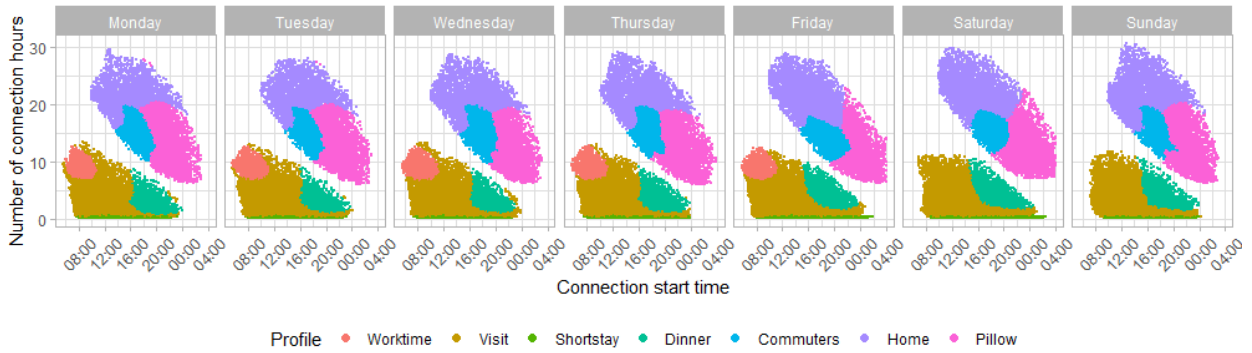 Monday Tuesday Wednesday Thursday Friday Saturday Sunday
Number of connection hours
30
20
10
0
08:00 12:00 16:00 20:00 00:00 04:00 08:00 12:00 16:00 20:00 00:00 04:00 08:00 12:00 16:00 20:00 00:00 04:00 08:00 12:00 16:00 20:00 00:00 04:00 08:00 12:00 16:00 20:00 00:00 04:00 08:00 12:00 16:00 20:00 00:00 04:00 08:00 12:00 16:00 20:00 00:00 04:00
Connection start time
Profile Worktime Visit Shortstay Dinner Commuters Home Pillow